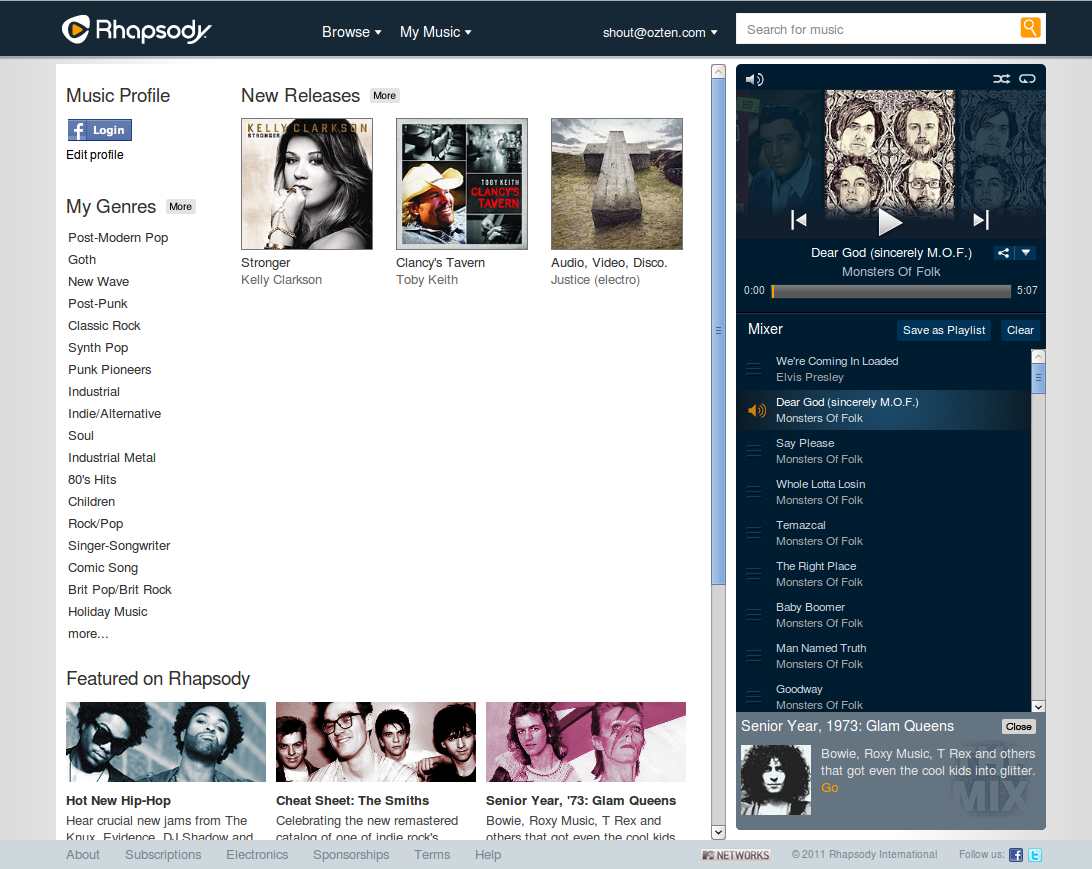 Rhapsody
Browse
My Music
shout@ozten.com
Search for music
Music Profile
f Login
Edit profile
My Genres More
Post-Modern Pop
Goth
New Wave
Post-Punk
Classic Rock
Synth Pop
Punk Pioneers
Industrial
Indie/Alternative
Soul
Industrial Metal
80's Hits
Children
Rock/Pop
Singer-Songwriter
Comic Song
Brit Pop/Brit Rock
Holiday Music
more...
New Releases More
KELLY CLARKSON
STRONGER
Stronger
Kelly Clarkson
TOBY KEITH
CLANCY'S
TAVERN
Clancy's Tavern
Toby Keith
Audio, Video, Disco.
Justice (electro)
Featured on Rhapsody
Hot New Hip-Hop
Hear crucial new jams from The
Knux, Evidence, DJ Shadow and
Cheat Sheet: The Smiths
Celebrating the new remastered
catalog of one of indie rock's
Senior Year, '73: Glam Queens
Bowie, Roxy Music, T Rex and
others that got even the cool kids
Dear God (sincerely M.O.F.)
Monsters Of Folk
0:00
5:07
Mixer
Save as Playlist
Clear
We're Coming In Loaded
Elvis Presley
Dear God (sincerely M.O.F.)
Monsters Of Folk
Say Please
Monsters Of Folk
Whole Lotta Losin
Monsters Of Folk
Temazcal
Monsters Of Folk
The Right Place
Monsters Of Folk
Baby Boomer
Monsters Of Folk
Man Named Truth
Monsters Of Folk
Goodway
Monsters Of Folk
Senior Year, 1973: Glam Queens
Close
Bowie, Roxy Music, T Rex and others
that got even the cool kids into glitter.
Go
MIX
About
Subscriptions
Electronics
Sponsorships
Terms
Help
MTV NETWORKS
© 2011 Rhapsody International
Follow us: f t